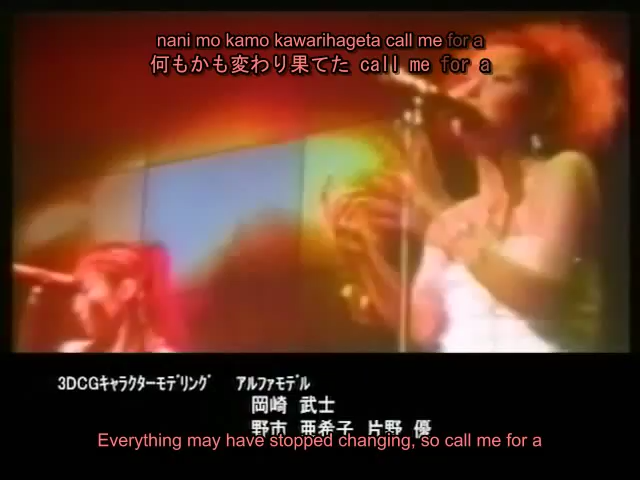 nani mo kamo kawarihageta call me for a
何もかも変わり果てた call me for a
3DCGｷｬﾗｸﾀｰﾓﾃﾞﾘﾝｸﾞ ｱﾙﾌｧﾓﾃﾞﾙ
岡崎 武士
野市 亜希子 片野 優
Everything may have stopped changing, so call me for a